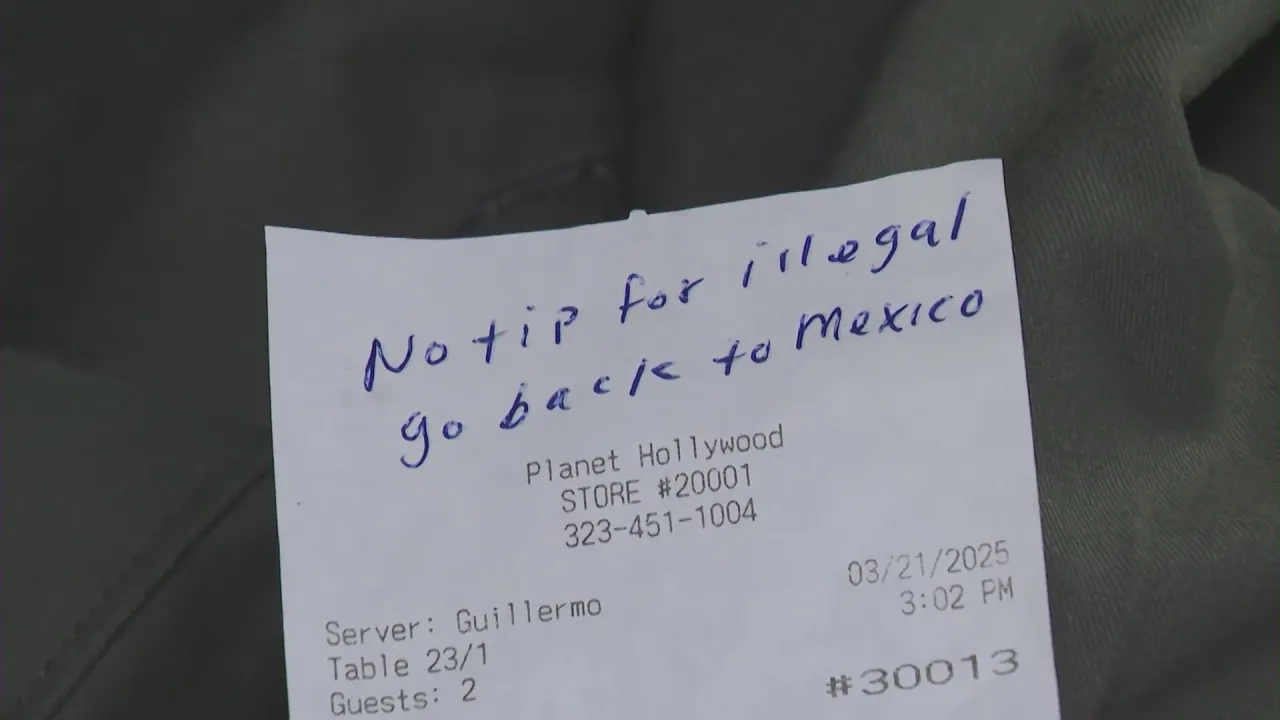 No tip for illegal
go back to Mexico
Planet Hollywood
STORE #20001
323-451-1004
03/21/2025
3:02 PM
Server: Guillermo
Table 23/1
Guests: 2
#30013